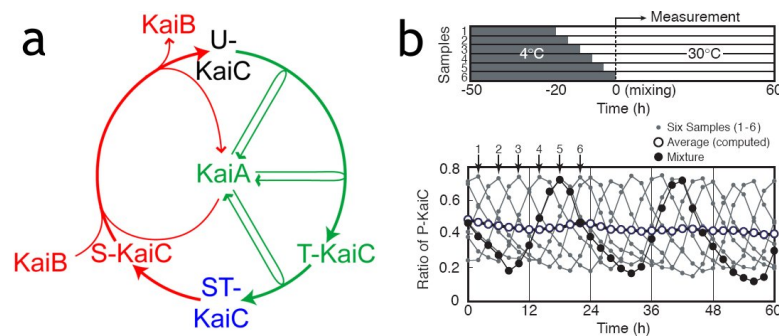 a
KaiB
U-
KaiC
KaiA
KaiB
S-KaiC
T-KaiC
ST-
KaiC
b
Measurement
Samples
1
2
3
4
5
6
4°C
30°C
-50
-20
0 (mixing)
60
Time (h)
Six Samples (1-6)
Average (computed)
Mixture
1 2 3 4 5 6
Ratio of P-KaiC
0.8
0.6
0.4
0.2
0
0 12 24 36 48 60
Time (h)